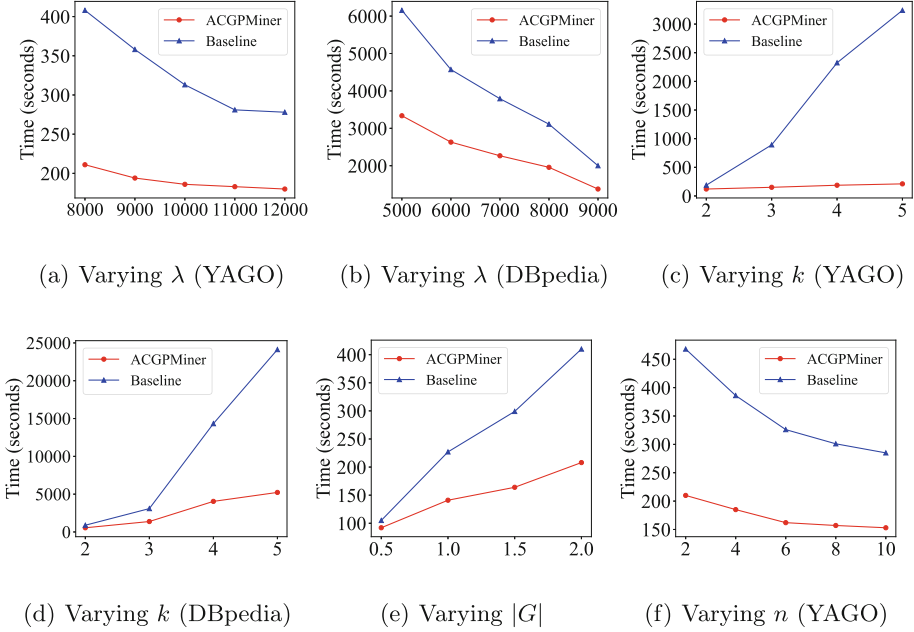 ACGPMiner
Baseline
Time (seconds)
400
350
300
250
200
8000 9000 10000 11000 12000
(a) Varying λ (YAGO)
ACGPMiner
Baseline
Time (seconds)
6000
5000
4000
3000
2000
5000 6000 7000 8000 9000
(b) Varying λ (DBpedia)
ACGPMiner
Baseline
Time (seconds)
3000
2500
2000
1500
1000
500
0
2 3 4 5
(c) Varying k (YAGO)
ACGPMiner
Baseline
Time (seconds)
25000
20000
15000
10000
5000
0
2 3 4 5
(d) Varying k (DBpedia)
ACGPMiner
Baseline
Time (seconds)
400
350
300
250
200
150
100
0.5 1.0 1.5 2.0
(e) Varying |G|
ACGPMiner
Baseline
Time (seconds)
450
400
350
300
250
200
150
2 4 6 8 10
(f) Varying n (YAGO)